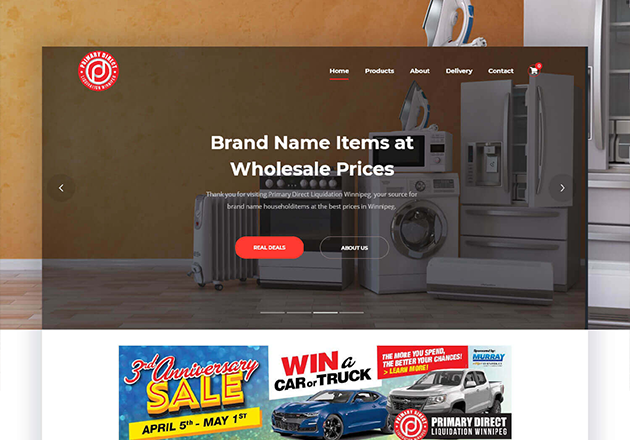 PRIMARY DIRECT
LIQUIDATION WINNIPEG
Home Products About Delivery Contact 0
Brand Name Items at
Wholesale Prices
Thank you for visiting Primary Direct Liquidation Winnipeg, your source for
brand name householditems at the best prices in Winnipeg.
REAL DEALS ABOUT US
3rd Anniversary
SALE
APRIL 5th - MAY 1ST
WIN a
CAR or TRUCK
THE MORE YOU SPEND,
THE BETTER YOUR CHANCES!
> LEARN MORE!
Sponsored by:
MURRAY
PRIMARY DIRECT
LIQUIDATION WINNIPEG